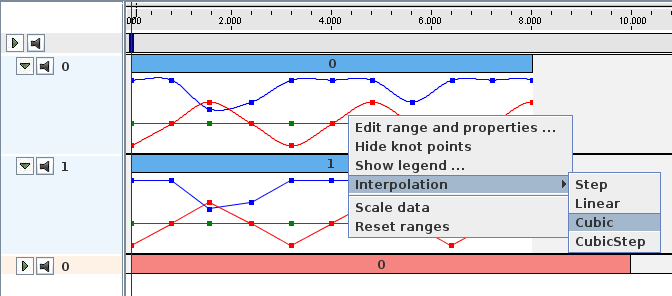 000 2.000 4.000 6.000 8.000 10.000
0 0
Edit range and properties ...
Hide knot points
Show legend ...
1 1
Interpolation
Step
Linear
Scale data
Cubic
Reset ranges
CubicStep
0 0